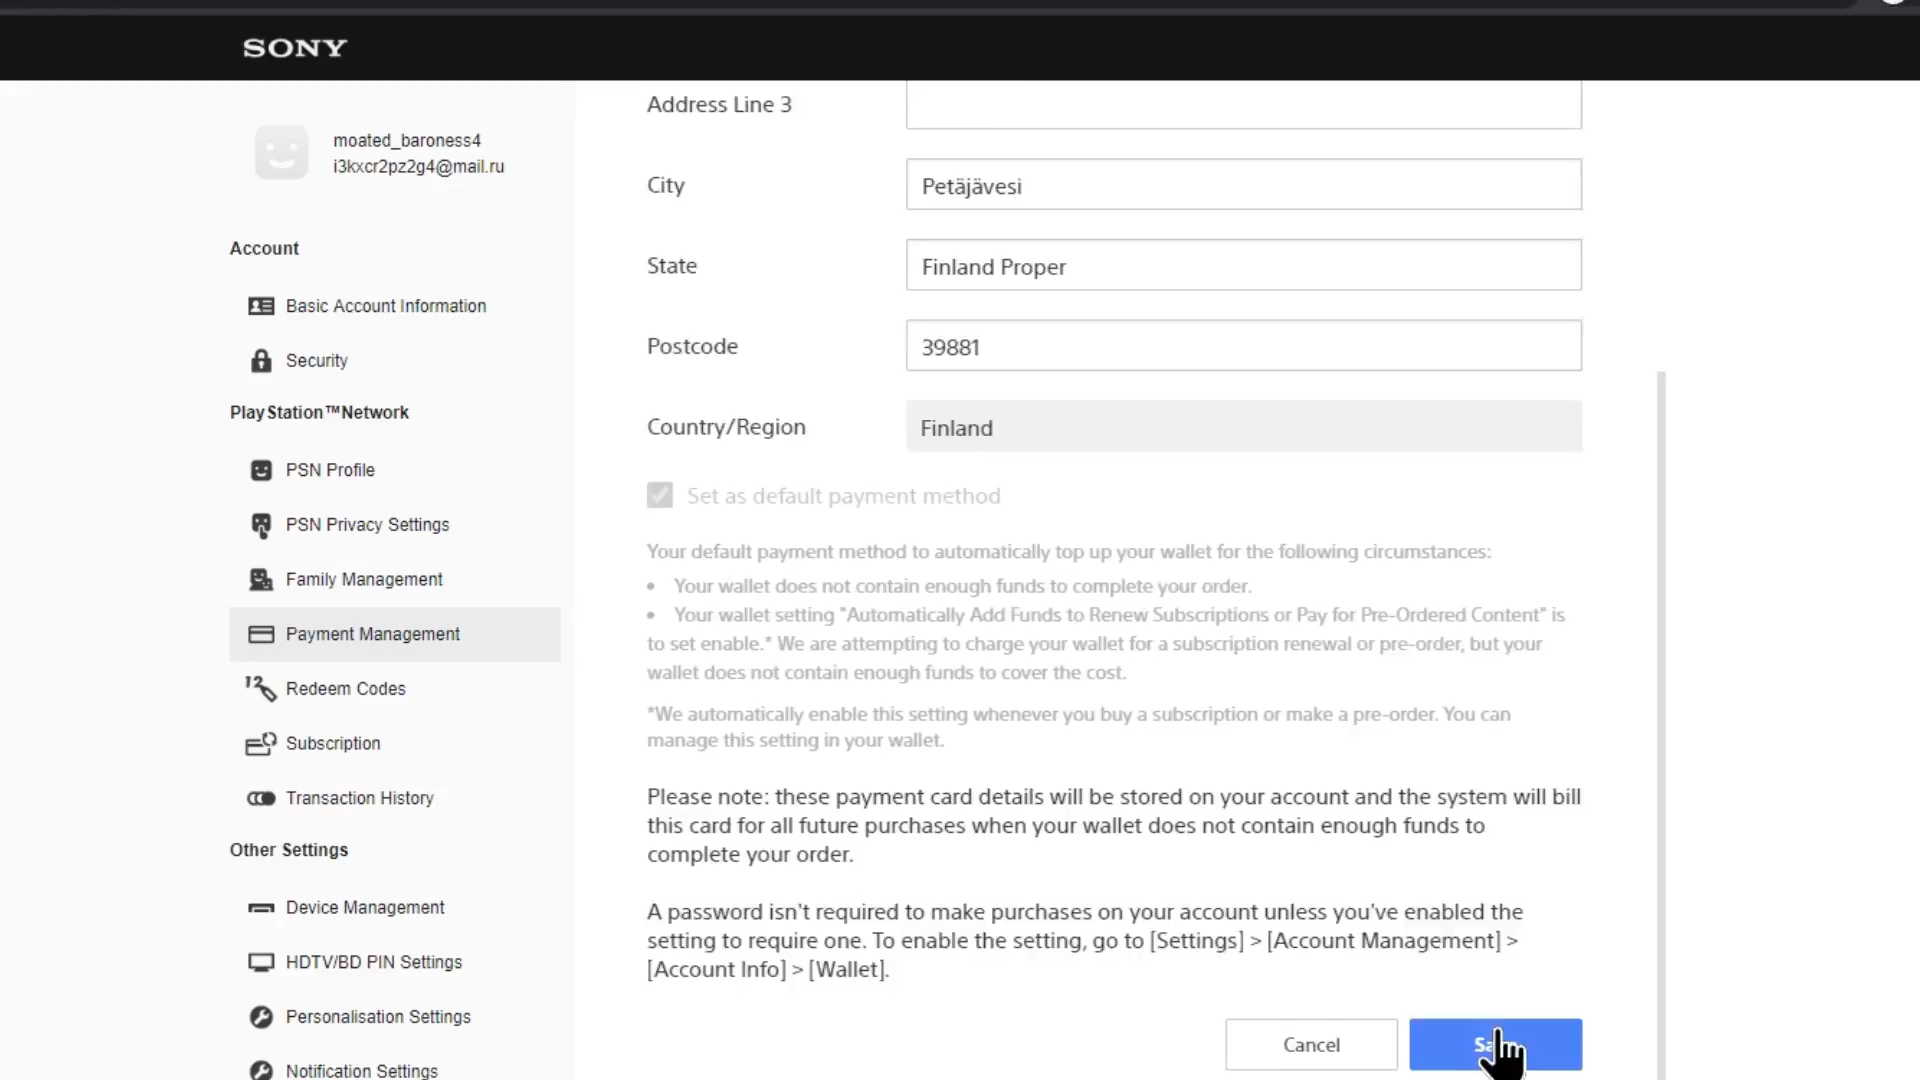 SONY
moated_baroness4
i3kxcr2pz2g4@mail.ru
Account
Basic Account Information
Security
PlayStation™Network
PSN Profile
PSN Privacy Settings
Family Management
Payment Management
Redeem Codes
Subscription
Transaction History
Other Settings
Device Management
HDTV/BD PIN Settings
Personalisation Settings
Notification Settings
Address Line 3
City
Petäjävesi
State
Finland Proper
Postcode
39881
Country/Region
Finland
Set as default payment method
Your default payment method to automatically top up your wallet for the following circumstances:
• Your wallet does not contain enough funds to complete your order.
• Your wallet setting "Automatically Add Funds to Renew Subscriptions or Pay for Pre-Ordered Content" is
to set enable.* We are attempting to charge your wallet for a subscription renewal or pre-order, but your
wallet does not contain enough funds to cover the cost.
*We automatically enable this setting whenever you buy a subscription or make a pre-order. You can
manage this setting in your wallet.
Please note: these payment card details will be stored on your account and the system will bill
this card for all future purchases when your wallet does not contain enough funds to
complete your order.
A password isn't required to make purchases on your account unless you've enabled the
setting to require one. To enable the setting, go to [Settings] > [Account Management] >
[Account Info] > [Wallet].
Cancel